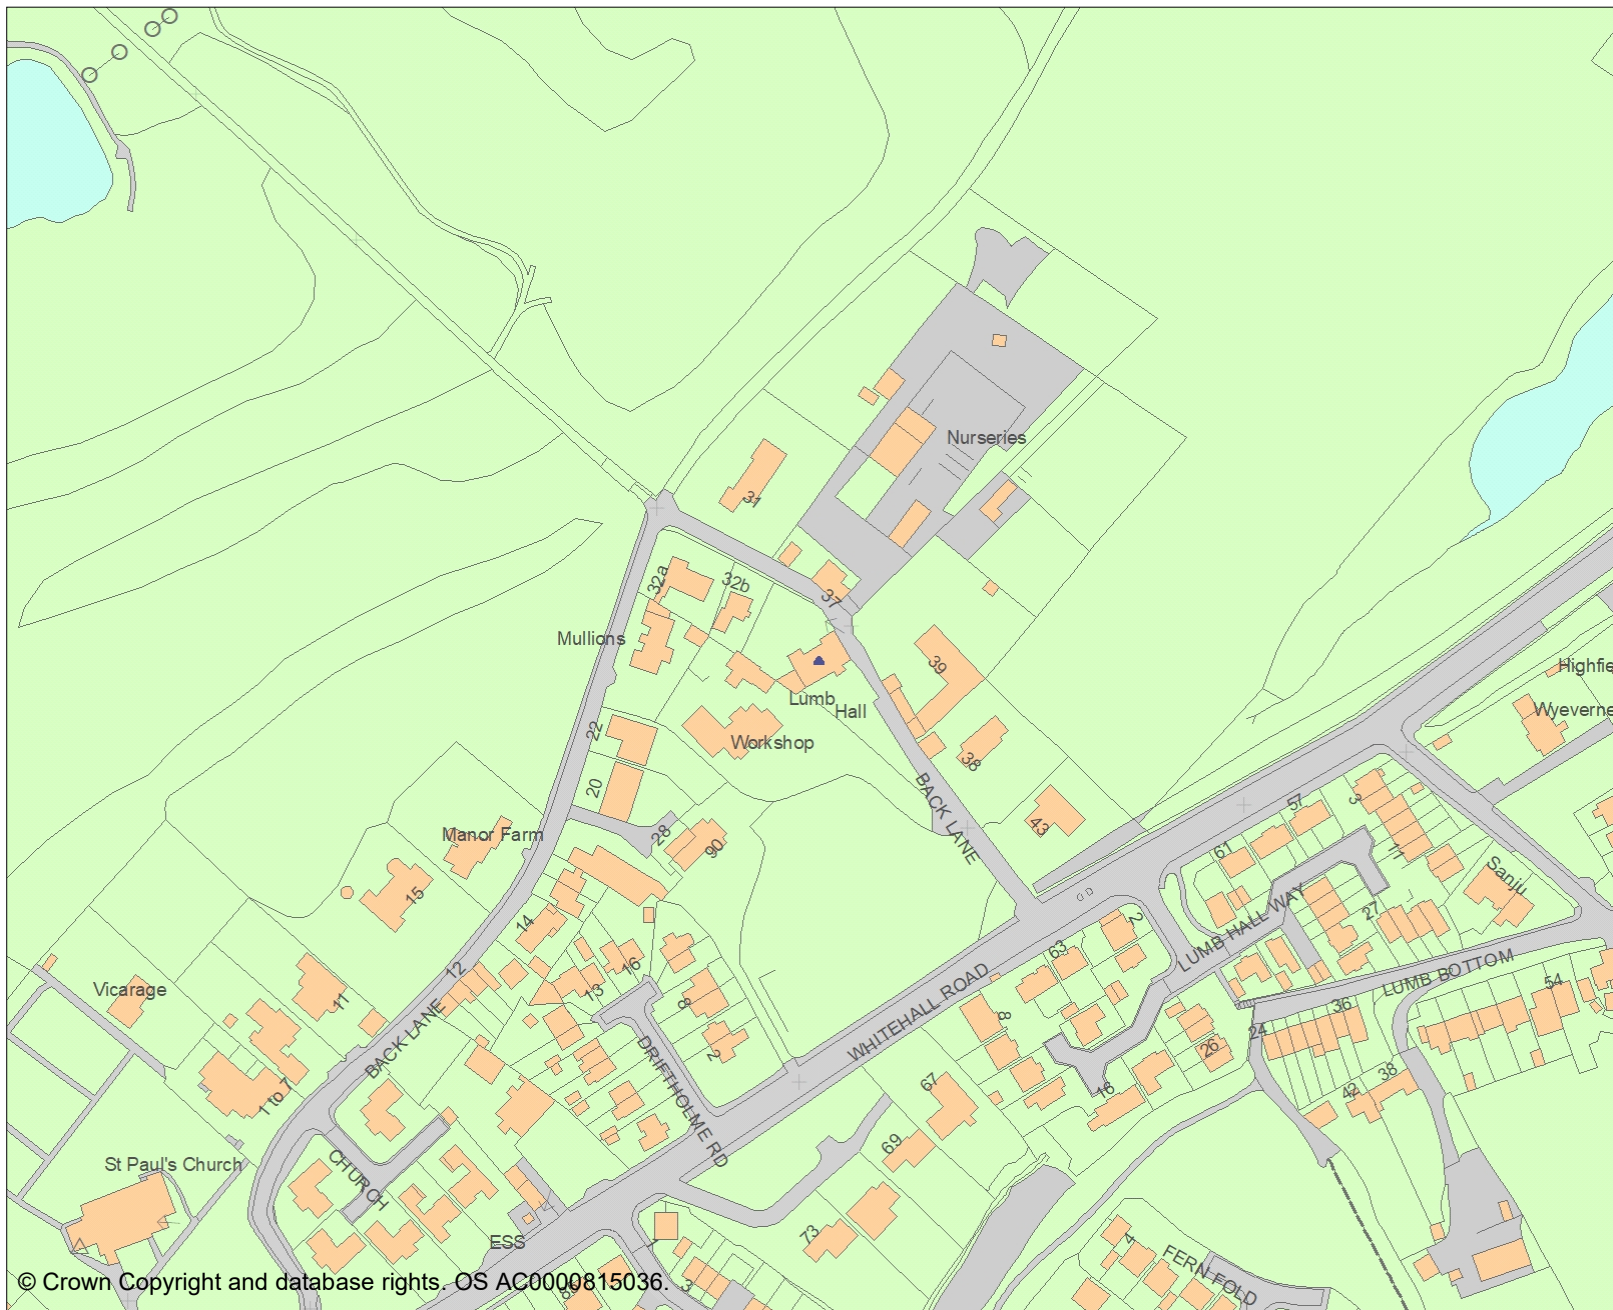 Nurseries
31
32a
32b
37
Mullions
Highfie
39
Lumb
Hall
Wyeverne
22
Workshop
38
20
BACK LANE
57
3
43
Manor Farm
28
90
61
11
Sanju
15
14
LUMB HALL WAY
27
2
63
12
16
LUMB BOTTOM
54
Vicarage
13
11
8
WHITEHALL ROAD
8
36
24
BACK LANE
2
26
DRIFTHOLME RD
1 to 7
67
16
38
42
69
St Paul's Church
CHURCH
73
ESS
1
4
FERN FOLD
3
© Crown Copyright and database rights. OS AC0000815036.